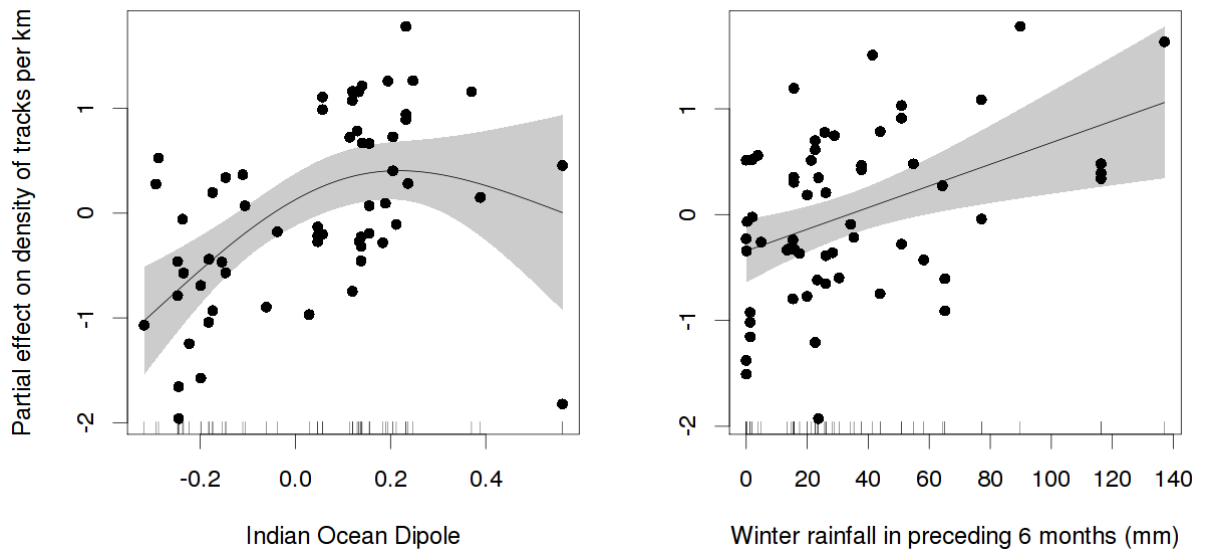 Partial effect on density of tracks per km
1
0
-1
-2
-0.2 0.0 0.2 0.4
Indian Ocean Dipole
1
0
-1
-2
0 20 40 60 80 100 120 140
Winter rainfall in preceding 6 months (mm)